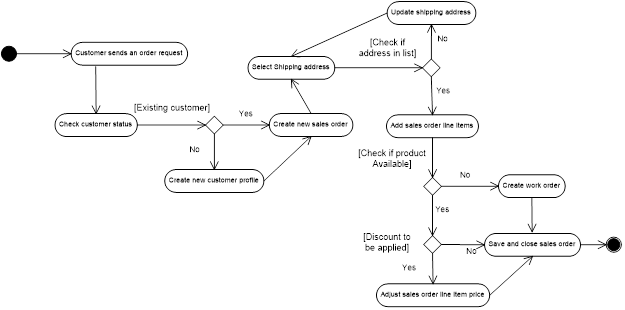 Update shipping address
Customer sends an order request
[Check if
address in list]
No
Select Shipping address
Yes
[Existing customer]
Yes
Check customer status
Create new sales order
Add sales order line items
No
[Check if product
Available]
Create new customer profile
No
Create work order
Yes
[Discount to
be applied]
No
Save and close sales order
Yes
Adjust sales order line item price